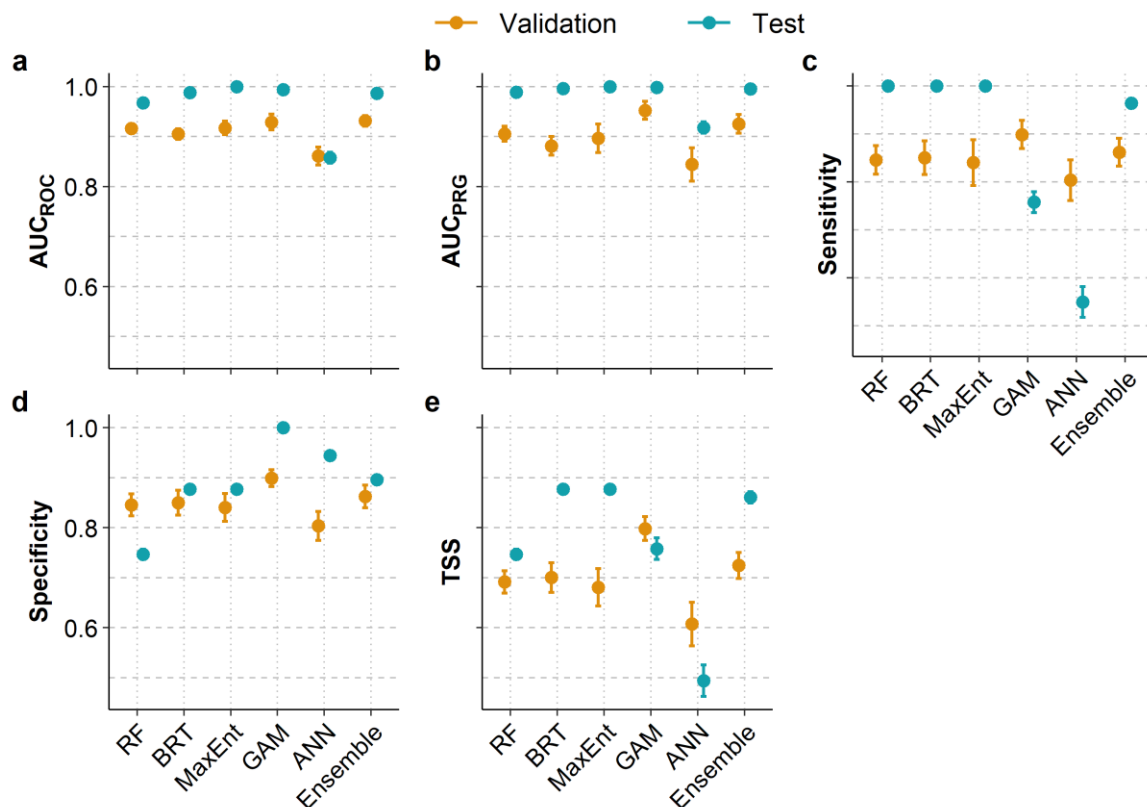 Validation Test
a b c
1.0
0.8
0.6
AUCROC
AUCPRG
Sensitivity
RF BRT MaxEnt GAM ANN Ensemble
d e
1.0
0.8
0.6
Specificity
TSS
RF BRT MaxEnt GAM ANN Ensemble
RF BRT MaxEnt GAM ANN Ensemble